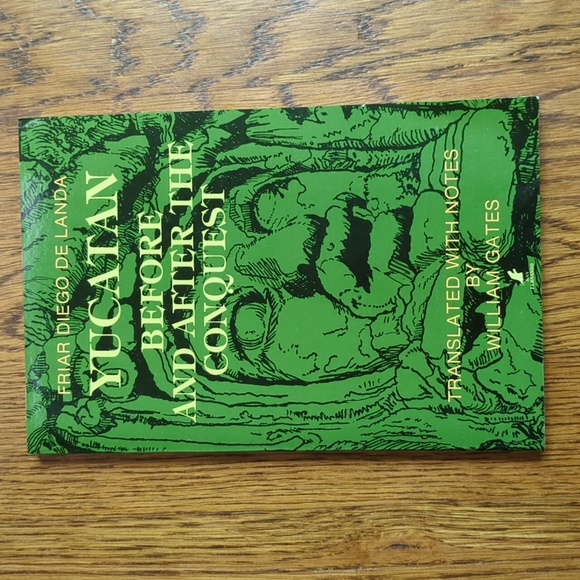 FRIAR DIEGO DE LANDA
YUCATAN
BEFORE
AND AFTER THE
CONQUEST
TRANSLATED WITH NOTES
BY
WILLIAM GATES